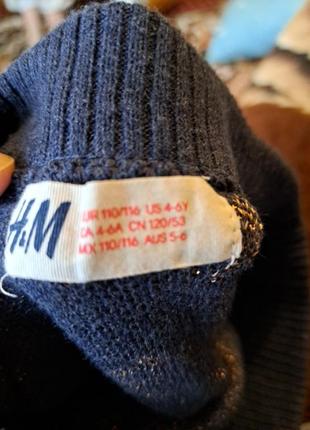 H&M
EUR 110/116 US 4-6Y
CA 4-6A CN 120/53
MX 110/116 AUS 5-6